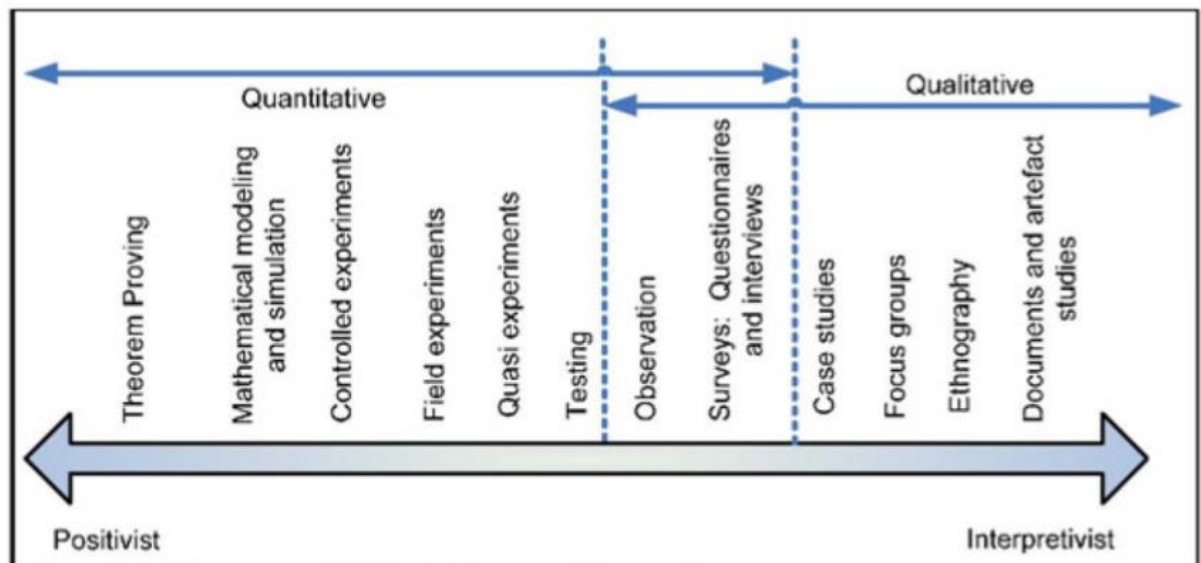 Quantitative
Qualitative
Theorem Proving
Mathematical modeling
and simulation
Controlled experiments
Field experiments
Quasi experiments
Testing
Observation
Surveys: Questionnaires
and interviews
Case studies
Focus groups
Ethnography
Documents and artefact
studies
Positivist
Interpretivist